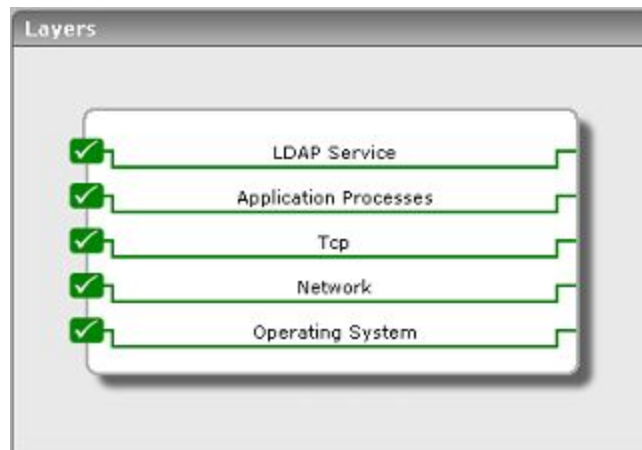 Layers
LDAP Service
Application Processes
Tcp
Network
Operating System